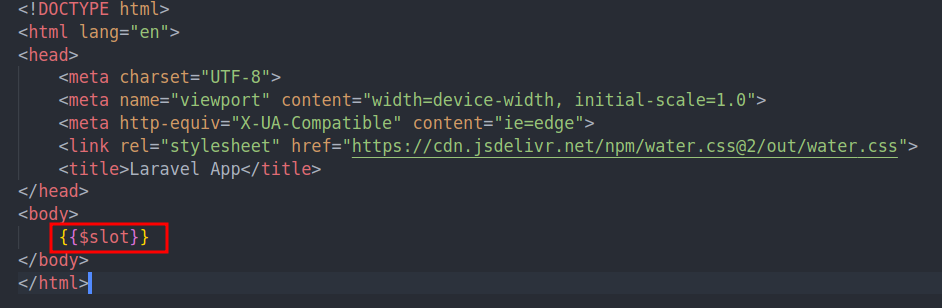 <!DOCTYPE html>
<html lang="en">
<head>
    <meta charset="UTF-8">
    <meta name="viewport" content="width=device-width, initial-scale=1.0">
    <meta http-equiv="X-UA-Compatible" content="ie=edge">
    <link rel="stylesheet" href="https://cdn.jsdelivr.net/npm/water.css@2/out/water.css">
    <title>Laravel App</title>
</head>
<body>
    {{$slot}}
</body>
</html>